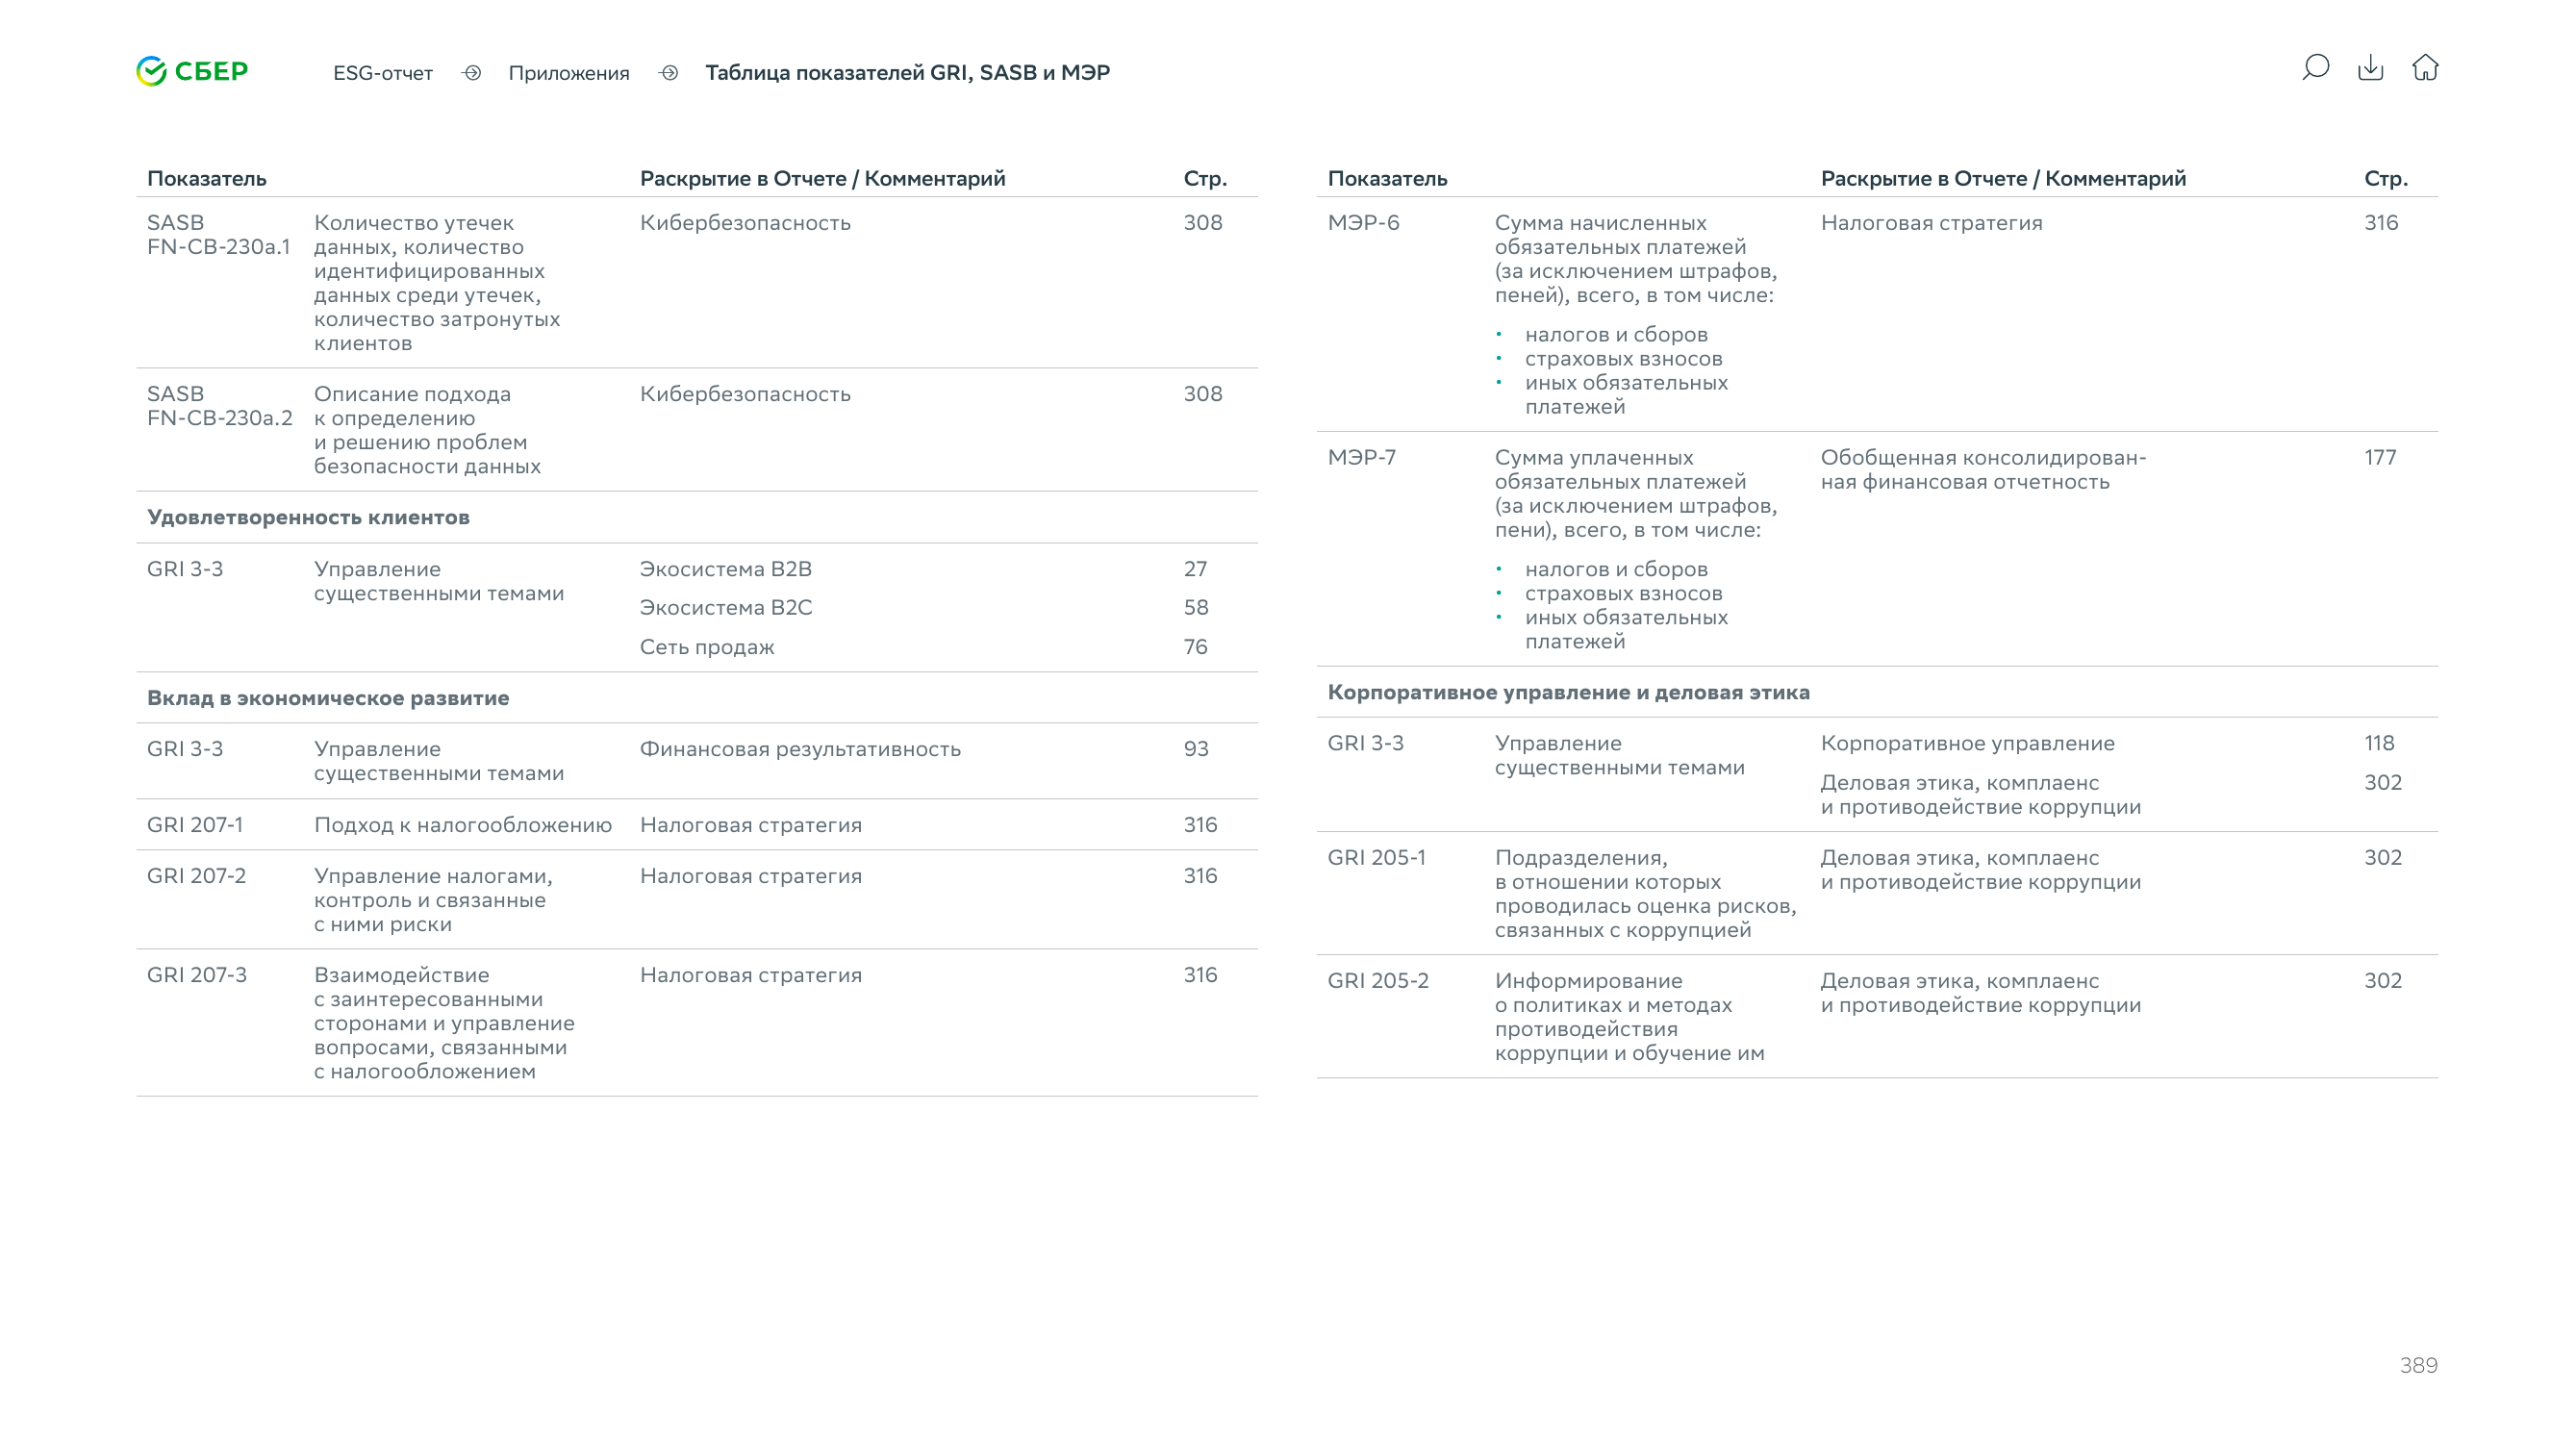 СБЕР
ESG-отчет Приложения Таблица показателей GRI, SASB и МЭР
Показатель Раскрытие в Отчете / Комментарий Стр.
SASB FN-CB-230a.1 Количество утечек Кибербезопасность 308
данных, количество
идентифицированных
данных среди утечек,
количество затронутых
клиентов
SASB FN-CB-230a.2 Описание подхода Кибербезопасность 308
к определению
и решению проблем
безопасности данных
Удовлетворенность клиентов
GRI 3-3 Управление Экосистема B2B 27
существенными темами
Экосистема B2C 58
Сеть продаж 76
Вклад в экономическое развитие
GRI 3-3 Управление Финансовая результативность 93
существенными темами
GRI 207-1 Подход к налогообложению Налоговая стратегия 316
GRI 207-2 Управление налогами, Налоговая стратегия 316
контроль и связанные
с ними риски
GRI 207-3 Взаимодействие Налоговая стратегия 316
с заинтересованными
сторонами и управление
вопросами, связанными
с налогообложением
Показатель Раскрытие в Отчете / Комментарий Стр.
МЭР-6 Сумма начисленных Налоговая стратегия 316
обязательных платежей
(за исключением штрафов,
пеней), всего, в том числе:
• налогов и сборов
• страховых взносов
• иных обязательных
платежей
МЭР-7 Сумма уплаченных Обобщенная консолидирован- 177
обязательных платежей ная финансовая отчетность
(за исключением штрафов,
пени), всего, в том числе:
• налогов и сборов
• страховых взносов
• иных обязательных
платежей
Корпоративное управление и деловая этика
GRI 3-3 Управление Корпоративное управление 118
существенными темами
Деловая этика, комплаенс 302
и противодействие коррупции
GRI 205-1 Подразделения, Деловая этика, комплаенс 302
в отношении которых и противодействие коррупции
проводилась оценка рисков,
связанных с коррупцией
GRI 205-2 Информирование Деловая этика, комплаенс 302
о политиках и методах и противодействие коррупции
противодействия
коррупции и обучение им
389